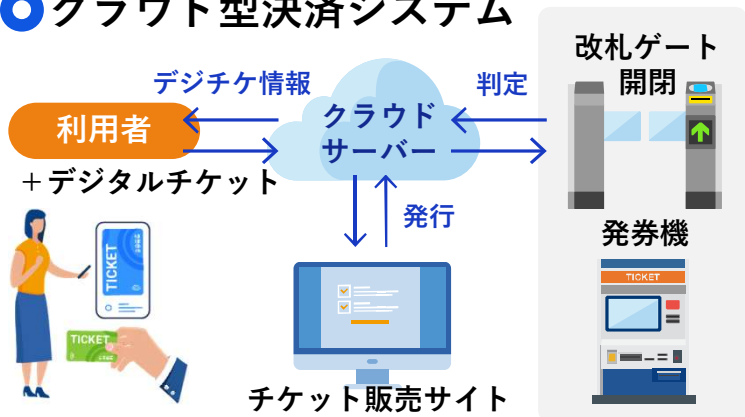 クラウド型決済システム
改札ゲート
開閉
デジチケ情報
判定
利用者
クラウド
サーバー
＋デジタルチケット
発行
発券機
TICKET
TICKET
TICKET
チケット販売サイト